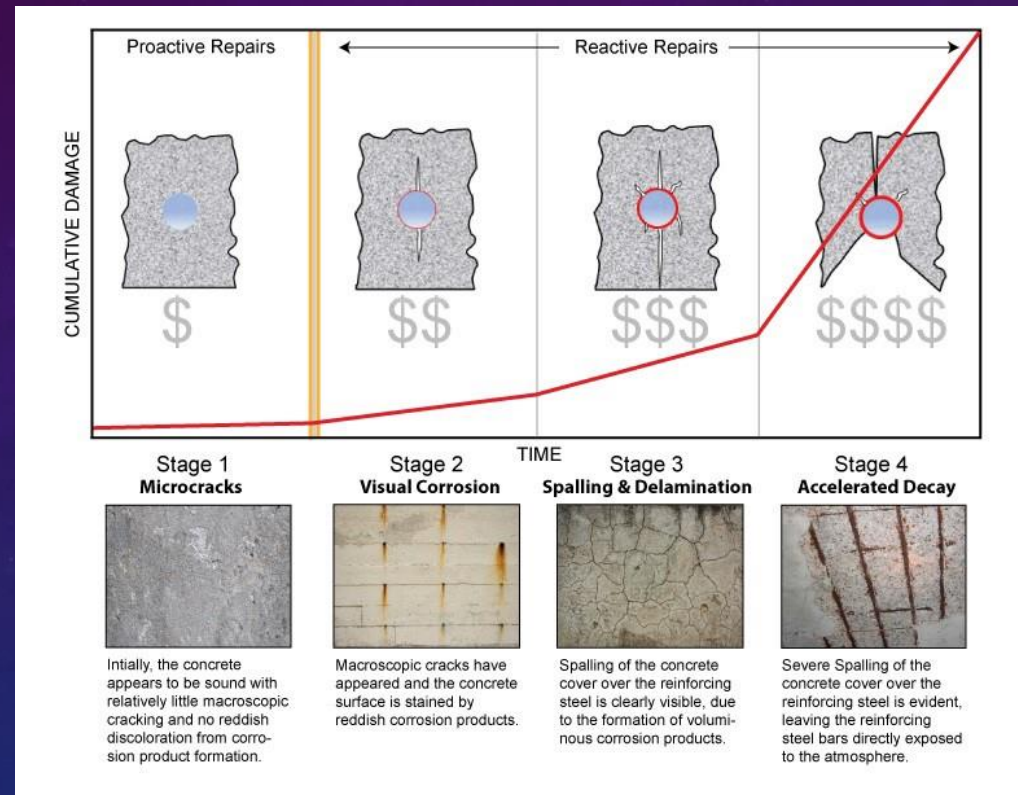 Proactive Repairs
Reactive Repairs
CUMULATIVE DAMAGE
$
$$
$$$
$$$$
TIME
Stage 1
Microcracks
Intially, the concrete
appears to be sound with
relatively little macroscopic
cracking and no reddish
discoloration from corro-
sion product formation.
Stage 2
Visual Corrosion
Macroscopic cracks have
appeared and the concrete
surface is stained by
reddish corrosion products.
Stage 3
Spalling & Delamination
Spalling of the concrete
cover over the reinforcing
steel is clearly visible, due
to the formation of volumi-
nous corrosion products.
Stage 4
Accelerated Decay
Severe Spalling of the
concrete cover over the
reinforcing steel is evident,
leaving the reinforcing
steel bars directly exposed
to the atmosphere.